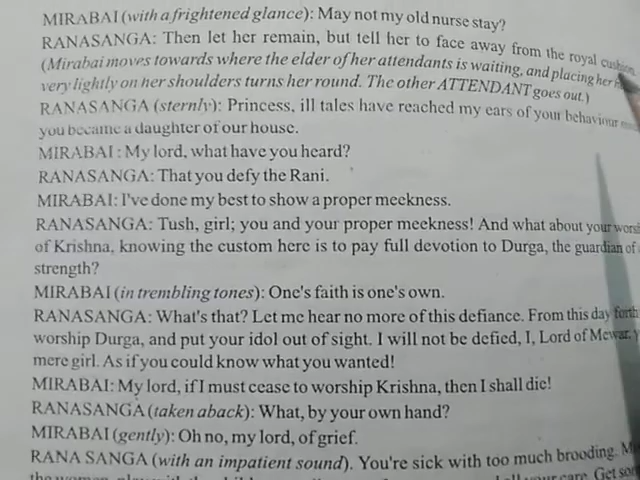 MIRABAI (with a frightened glance): May not my old nurse stay?
RANASANGA: Then let her remain, but tell her to face away from the royal cushion.
(Mirabai moves towards where the elder of her attendants is waiting, and placing her
very lightly on her shoulders turns her round. The other ATTENDANT goes out.)
RANASANGA (sternly): Princess, ill tales have reached my ears of your behaviour
you became a daughter of our house.
MIRABAI : My lord, what have you heard?
RANASANGA: That you defy the Rani.
MIRABAI: I've done my best to show a proper meekness.
RANASANGA: Tush, girl; you and your proper meekness! And what about your
of Krishna, knowing the custom here is to pay full devotion to Durga, the guardian of
strength?
MIRABAI (in trembling tones): One's faith is one's own.
RANASANGA: What's that? Let me hear no more of this defiance. From this day forth
worship Durga, and put your idol out of sight. I will not be defied, I, Lord of Mewar,
mere girl. As if you could know what you wanted!
MIRABAI: My lord, if I must cease to worship Krishna, then I shall die!
RANASANGA (taken aback): What, by your own hand?
MIRABAI (gently): Oh no, my lord, of grief.
RANA SANGA (with an impatient sound). You're sick with too much brooding.